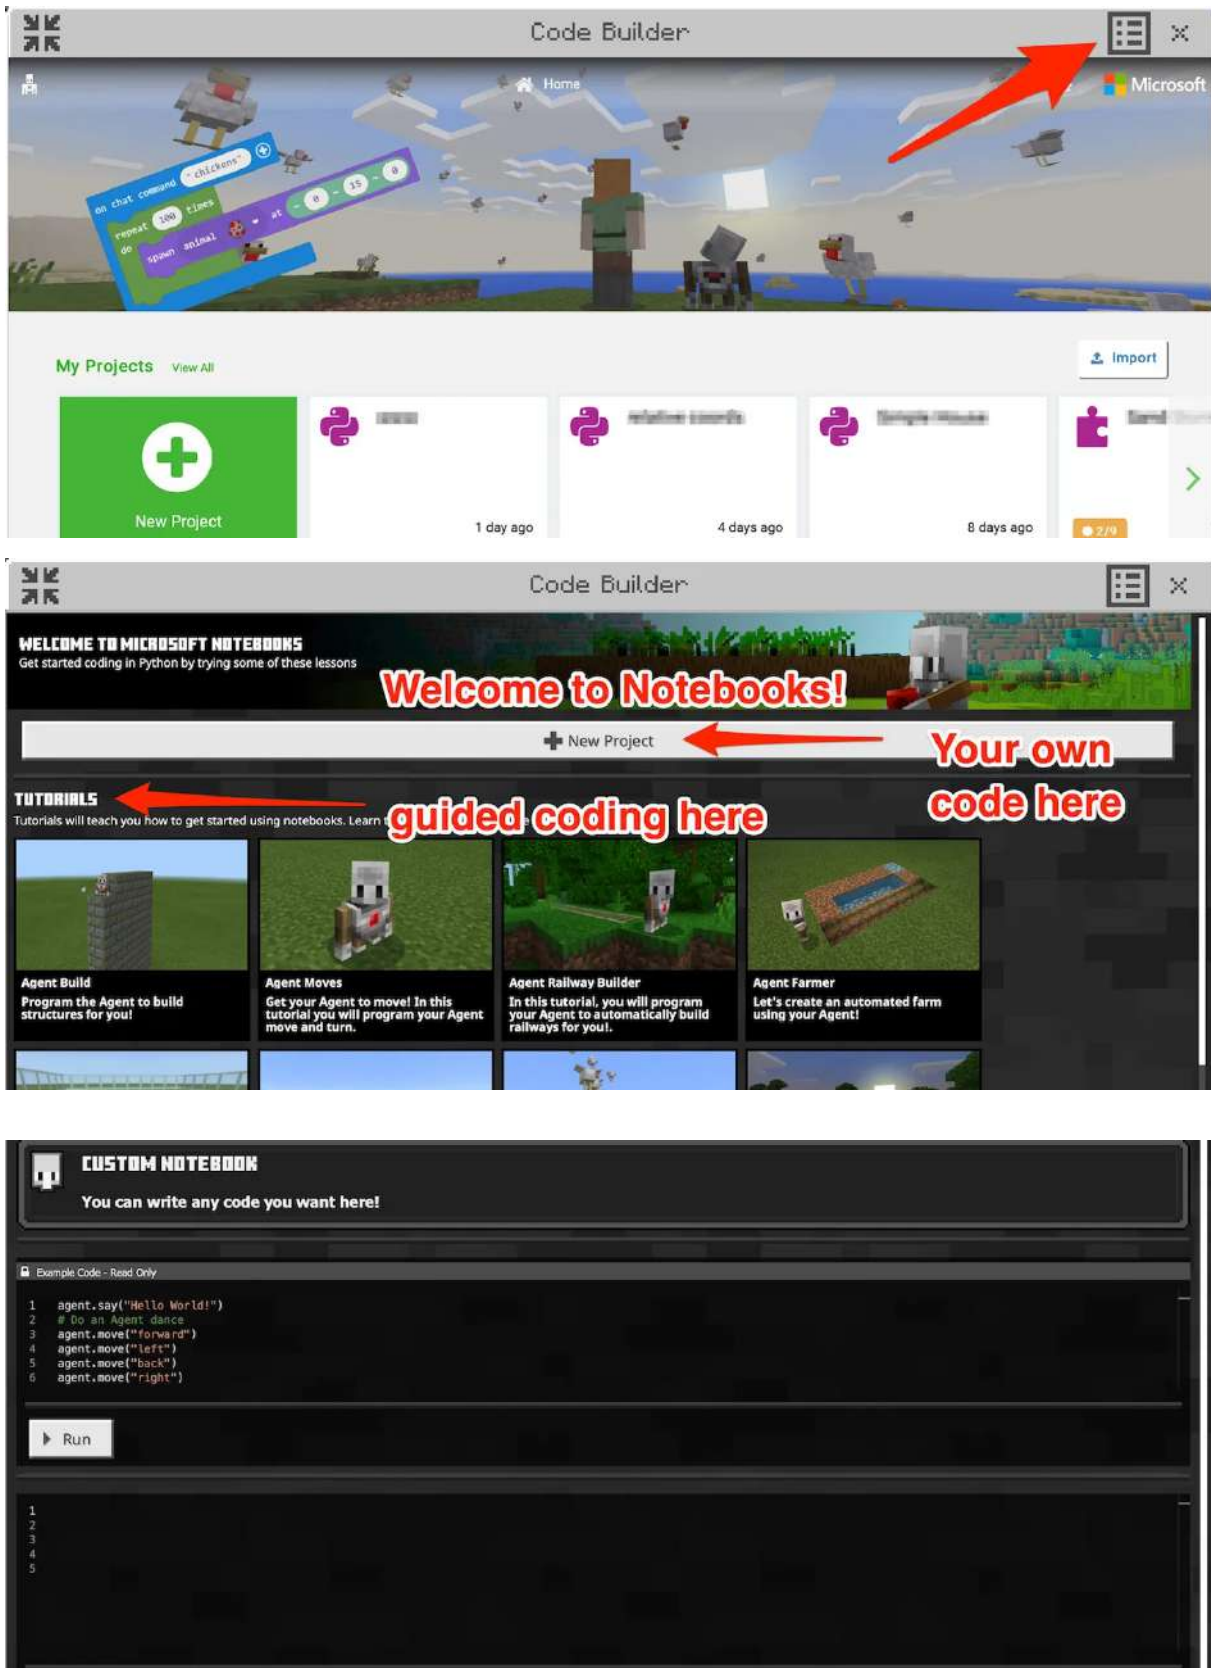 Code Builder
Home
Microsoft
on chat command "chickens"
repeat 100 times
do
spawn animal at ~ 0 ~ 15 ~ 0
My Projects View All
Import
New Project
1 day ago
4 days ago
8 days ago
2/9
Code Builder
WELCOME TO MICROSOFT NOTEBOOKS
Get started coding in Python by trying some of these lessons
Welcome to Notebooks!
New Project
Your own
code here
TUTORIALS
guided coding here
Tutorials will teach you how to get started using notebooks. Learn
Agent Build
Program the Agent to build
structures for you!
Agent Moves
Get your Agent to move! In this
tutorial you will program your Agent
move and turn.
Agent Railway Builder
In this tutorial, you will program
your Agent to automatically build
railways for you!.
Agent Farmer
Let's create an automated farm
using your Agent!
CUSTOM NOTEBOOK
You can write any code you want here!
Example Code - Read Only
1 agent.say("Hello World!")
2 # Do an Agent dance
3 agent.move("forward")
4 agent.move("left")
5 agent.move("back")
6 agent.move("right")
Run
1
2
3
4
5